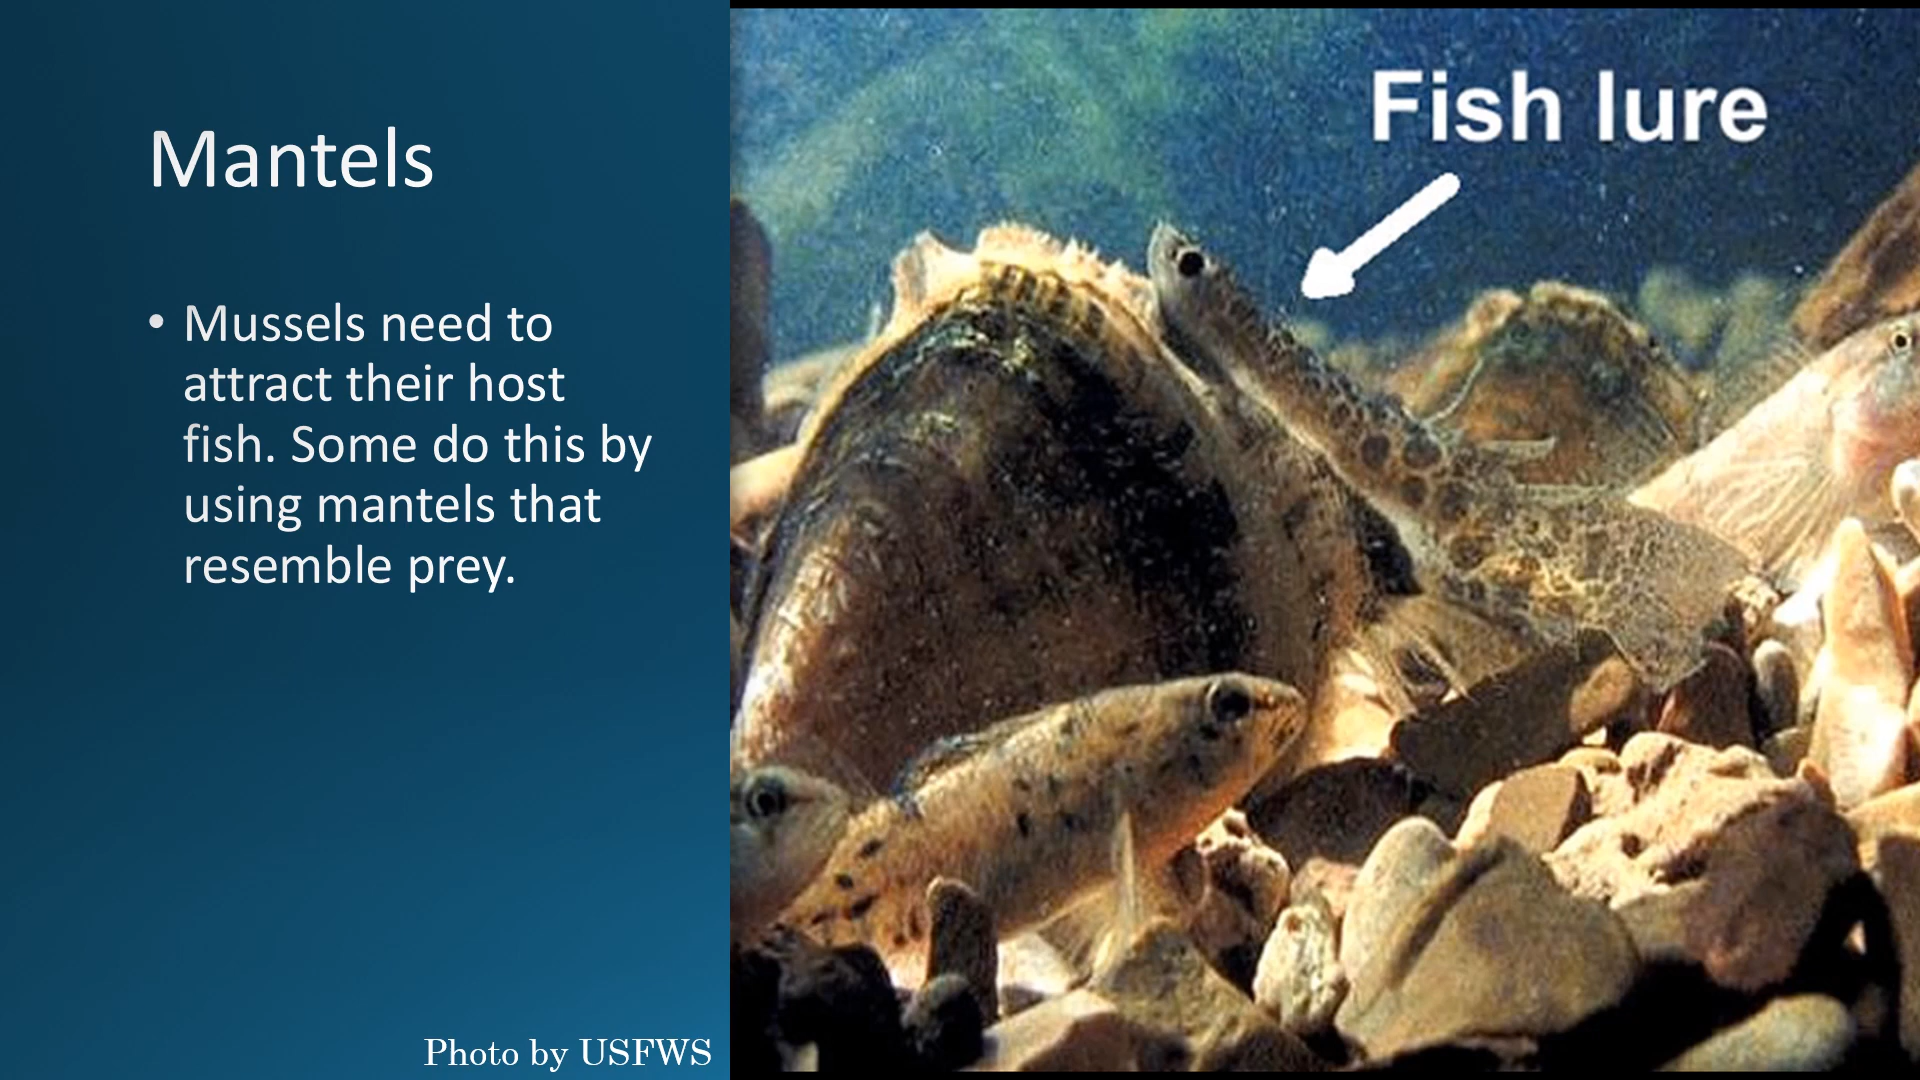 Mantels
• Mussels need to
attract their host
fish. Some do this by
using mantels that
resemble prey.
Photo by USFWS
Fish lure